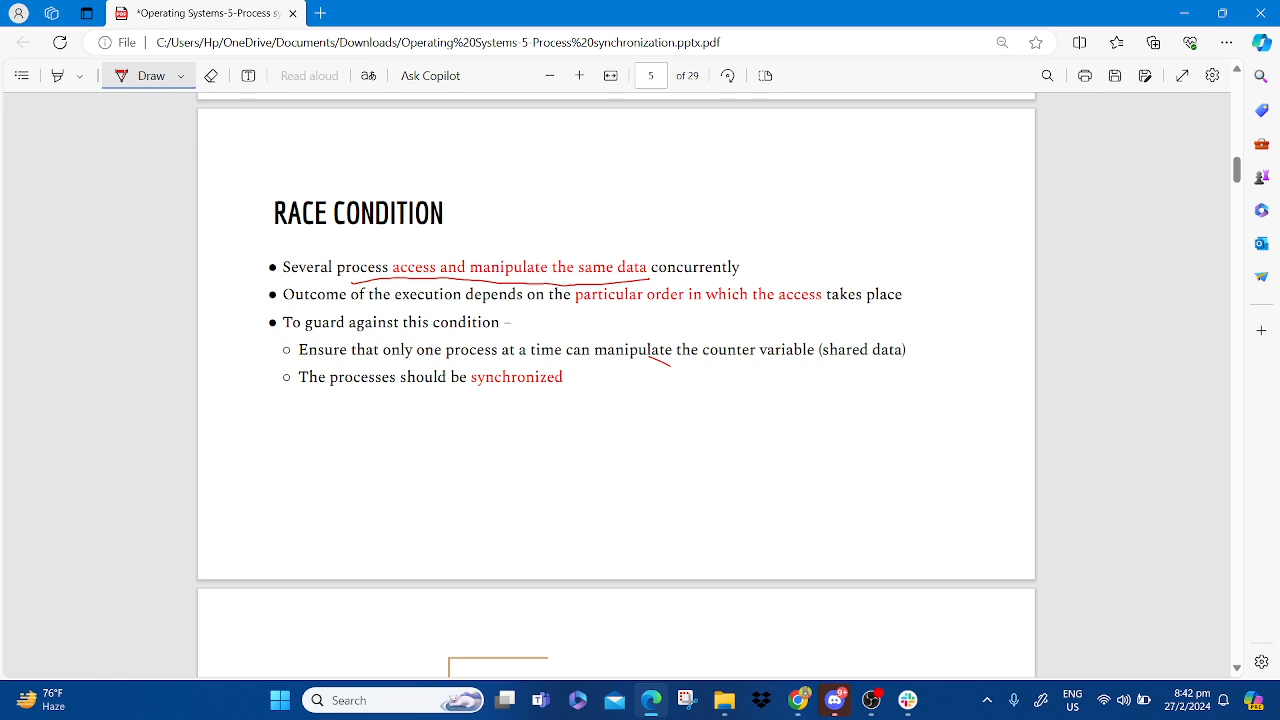 *Operating Systems-5-Process sy
File
C:/Users/Hp/OneDrive/Documents/Downloads/Operating%20Systems-5-Process%20synchronization.pptx.pdf
Draw
Read aloud
Ask Copilot
5 of 29
RACE CONDITION
● Several process access and manipulate the same data concurrently
● Outcome of the execution depends on the particular order in which the access takes place
● To guard against this condition –
○ Ensure that only one process at a time can manipulate the counter variable (shared data)
○ The processes should be synchronized
76°F
Haze
Search
9+
ENG
US
8:42 pm
27/2/2024